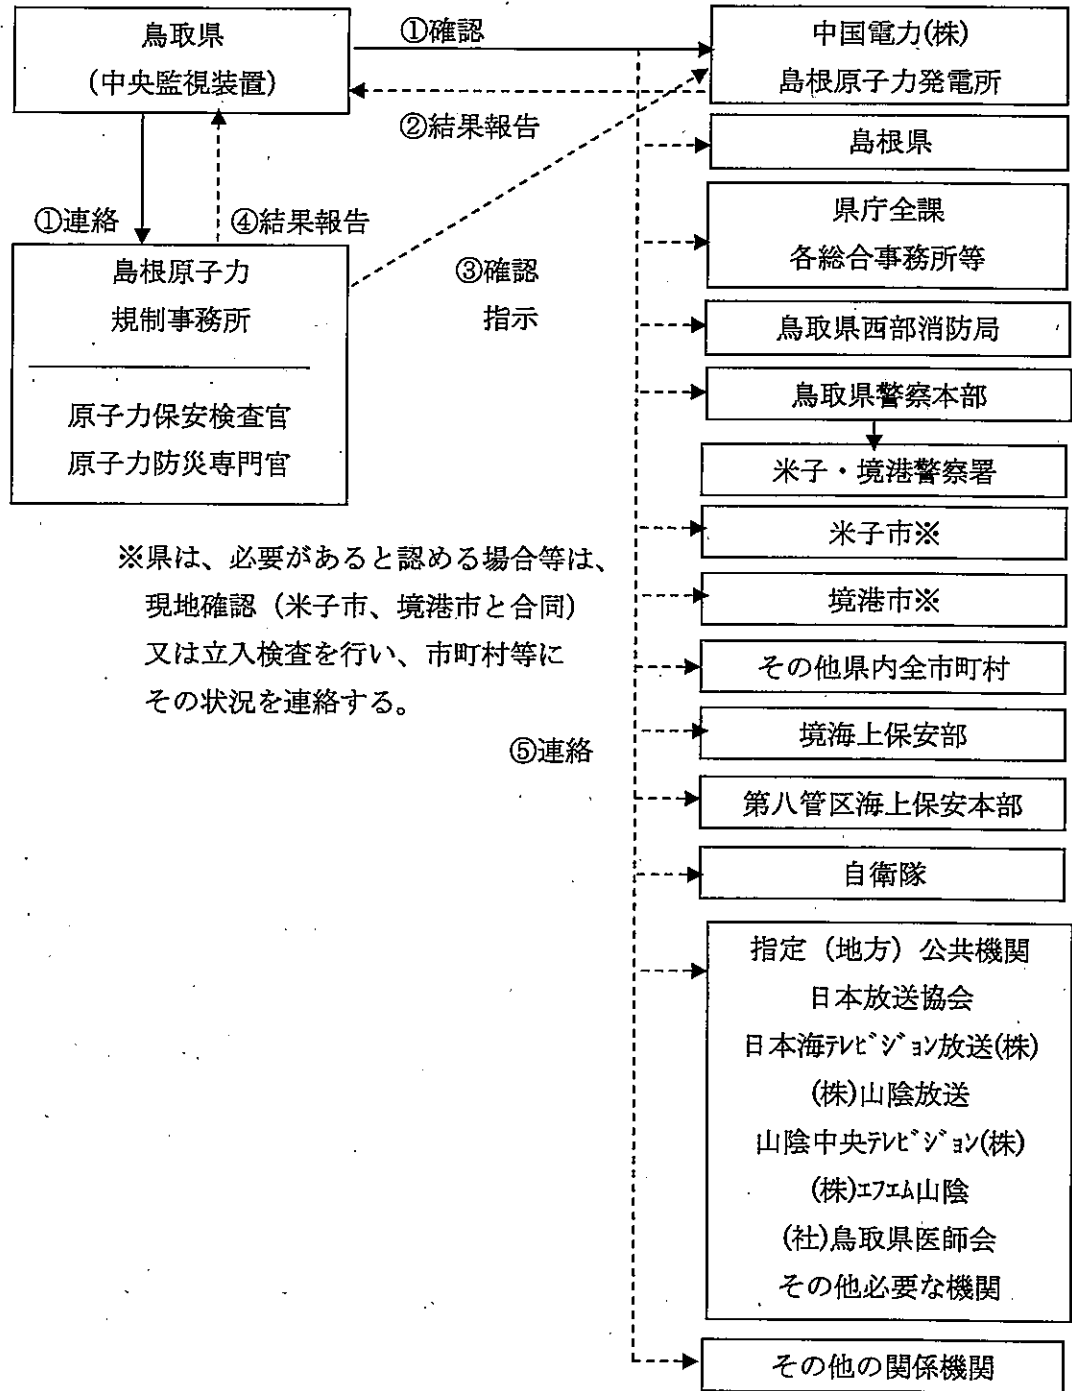 鳥取県
(中央監視装置)
①確認
中国電力(株)
島根原子力発電所
②結果報告
島根県
①連絡
④結果報告
県庁全課
各総合事務所等
島根原子力
規制事務所
原子力保安検査官
原子力防災専門官
③確認
指示
鳥取県西部消防局
鳥取県警察本部
米子・境港警察署
米子市※
境港市※
その他県内全市町村
※県は、必要があると認める場合等は、
現地確認（米子市、境港市と合同）
又は立入検査を行い、市町村等に
その状況を連絡する。
⑤連絡
境海上保安部
第八管区海上保安本部
自衛隊
指定（地方）公共機関
日本放送協会
日本海ﾃﾚﾋﾞｼﾞｮﾝ放送(株)
(株)山陰放送
山陰中央ﾃﾚﾋﾞｼﾞｮﾝ(株)
(株)ｴﾌｴﾑ山陰
(社)鳥取県医師会
その他必要な機関
その他の関係機関